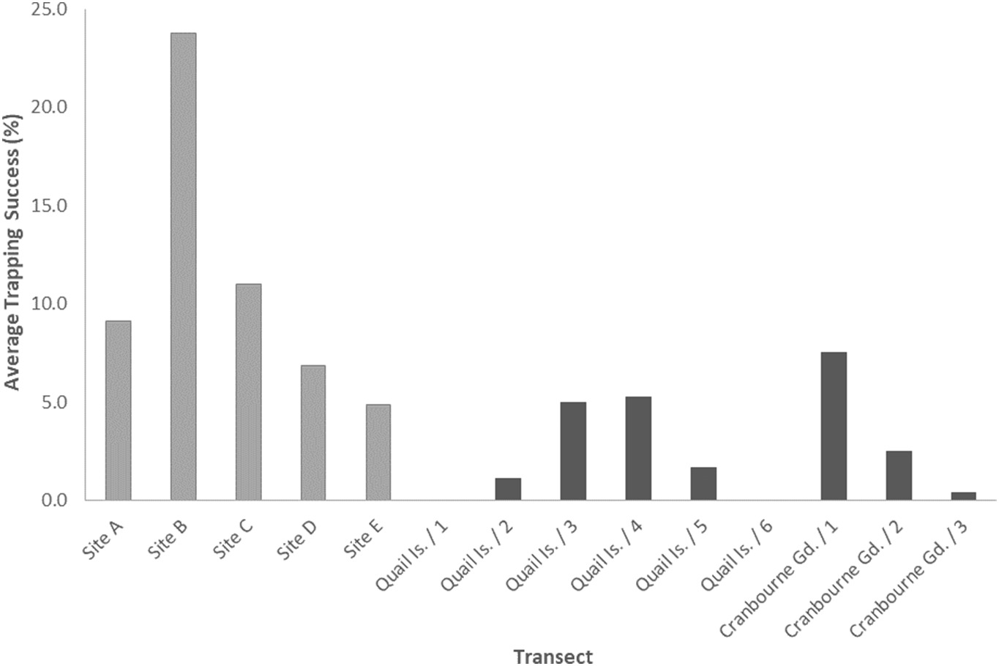 Average Trapping Success (%)
25.0
20.0
15.0
10.0
5.0
0.0
Site A
Site B
Site C
Site D
Site E
Quail Is. / 1
Quail Is. / 2
Quail Is. / 3
Quail Is. / 4
Quail Is. / 5
Quail Is. / 6
Cranbourne Gd. / 1
Cranbourne Gd. / 2
Cranbourne Gd. / 3
Transect